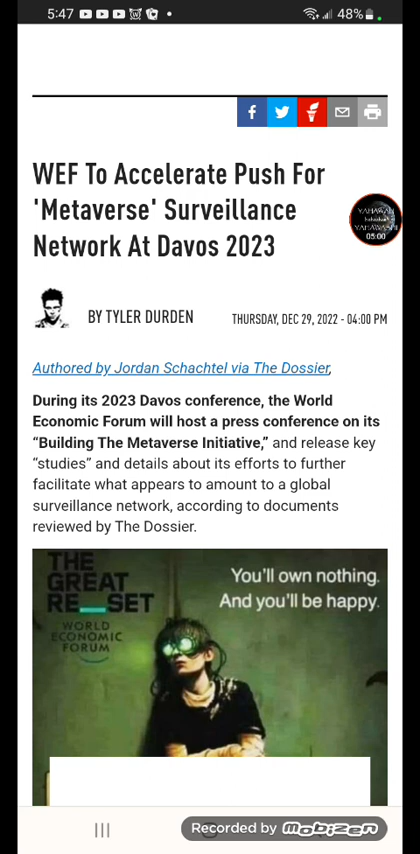 5:47
48%
WEF To Accelerate Push For
'Metaverse' Surveillance
Network At Davos 2023
YAHAWAH
YAHAWASHI
05:00
BY TYLER DURDEN
THURSDAY, DEC 29, 2022 - 04:00 PM
Authored by Jordan Schachtel via The Dossier,
During its 2023 Davos conference, the World
Economic Forum will host a press conference on its
“Building The Metaverse Initiative,” and release key
“studies” and details about its efforts to further
facilitate what appears to amount to a global
surveillance network, according to documents
reviewed by The Dossier.
THE
GREAT
RE_SET
WORLD
ECONOMIC
FORUM
You'll own nothing.
And you'll be happy.
Recorded by mobizen